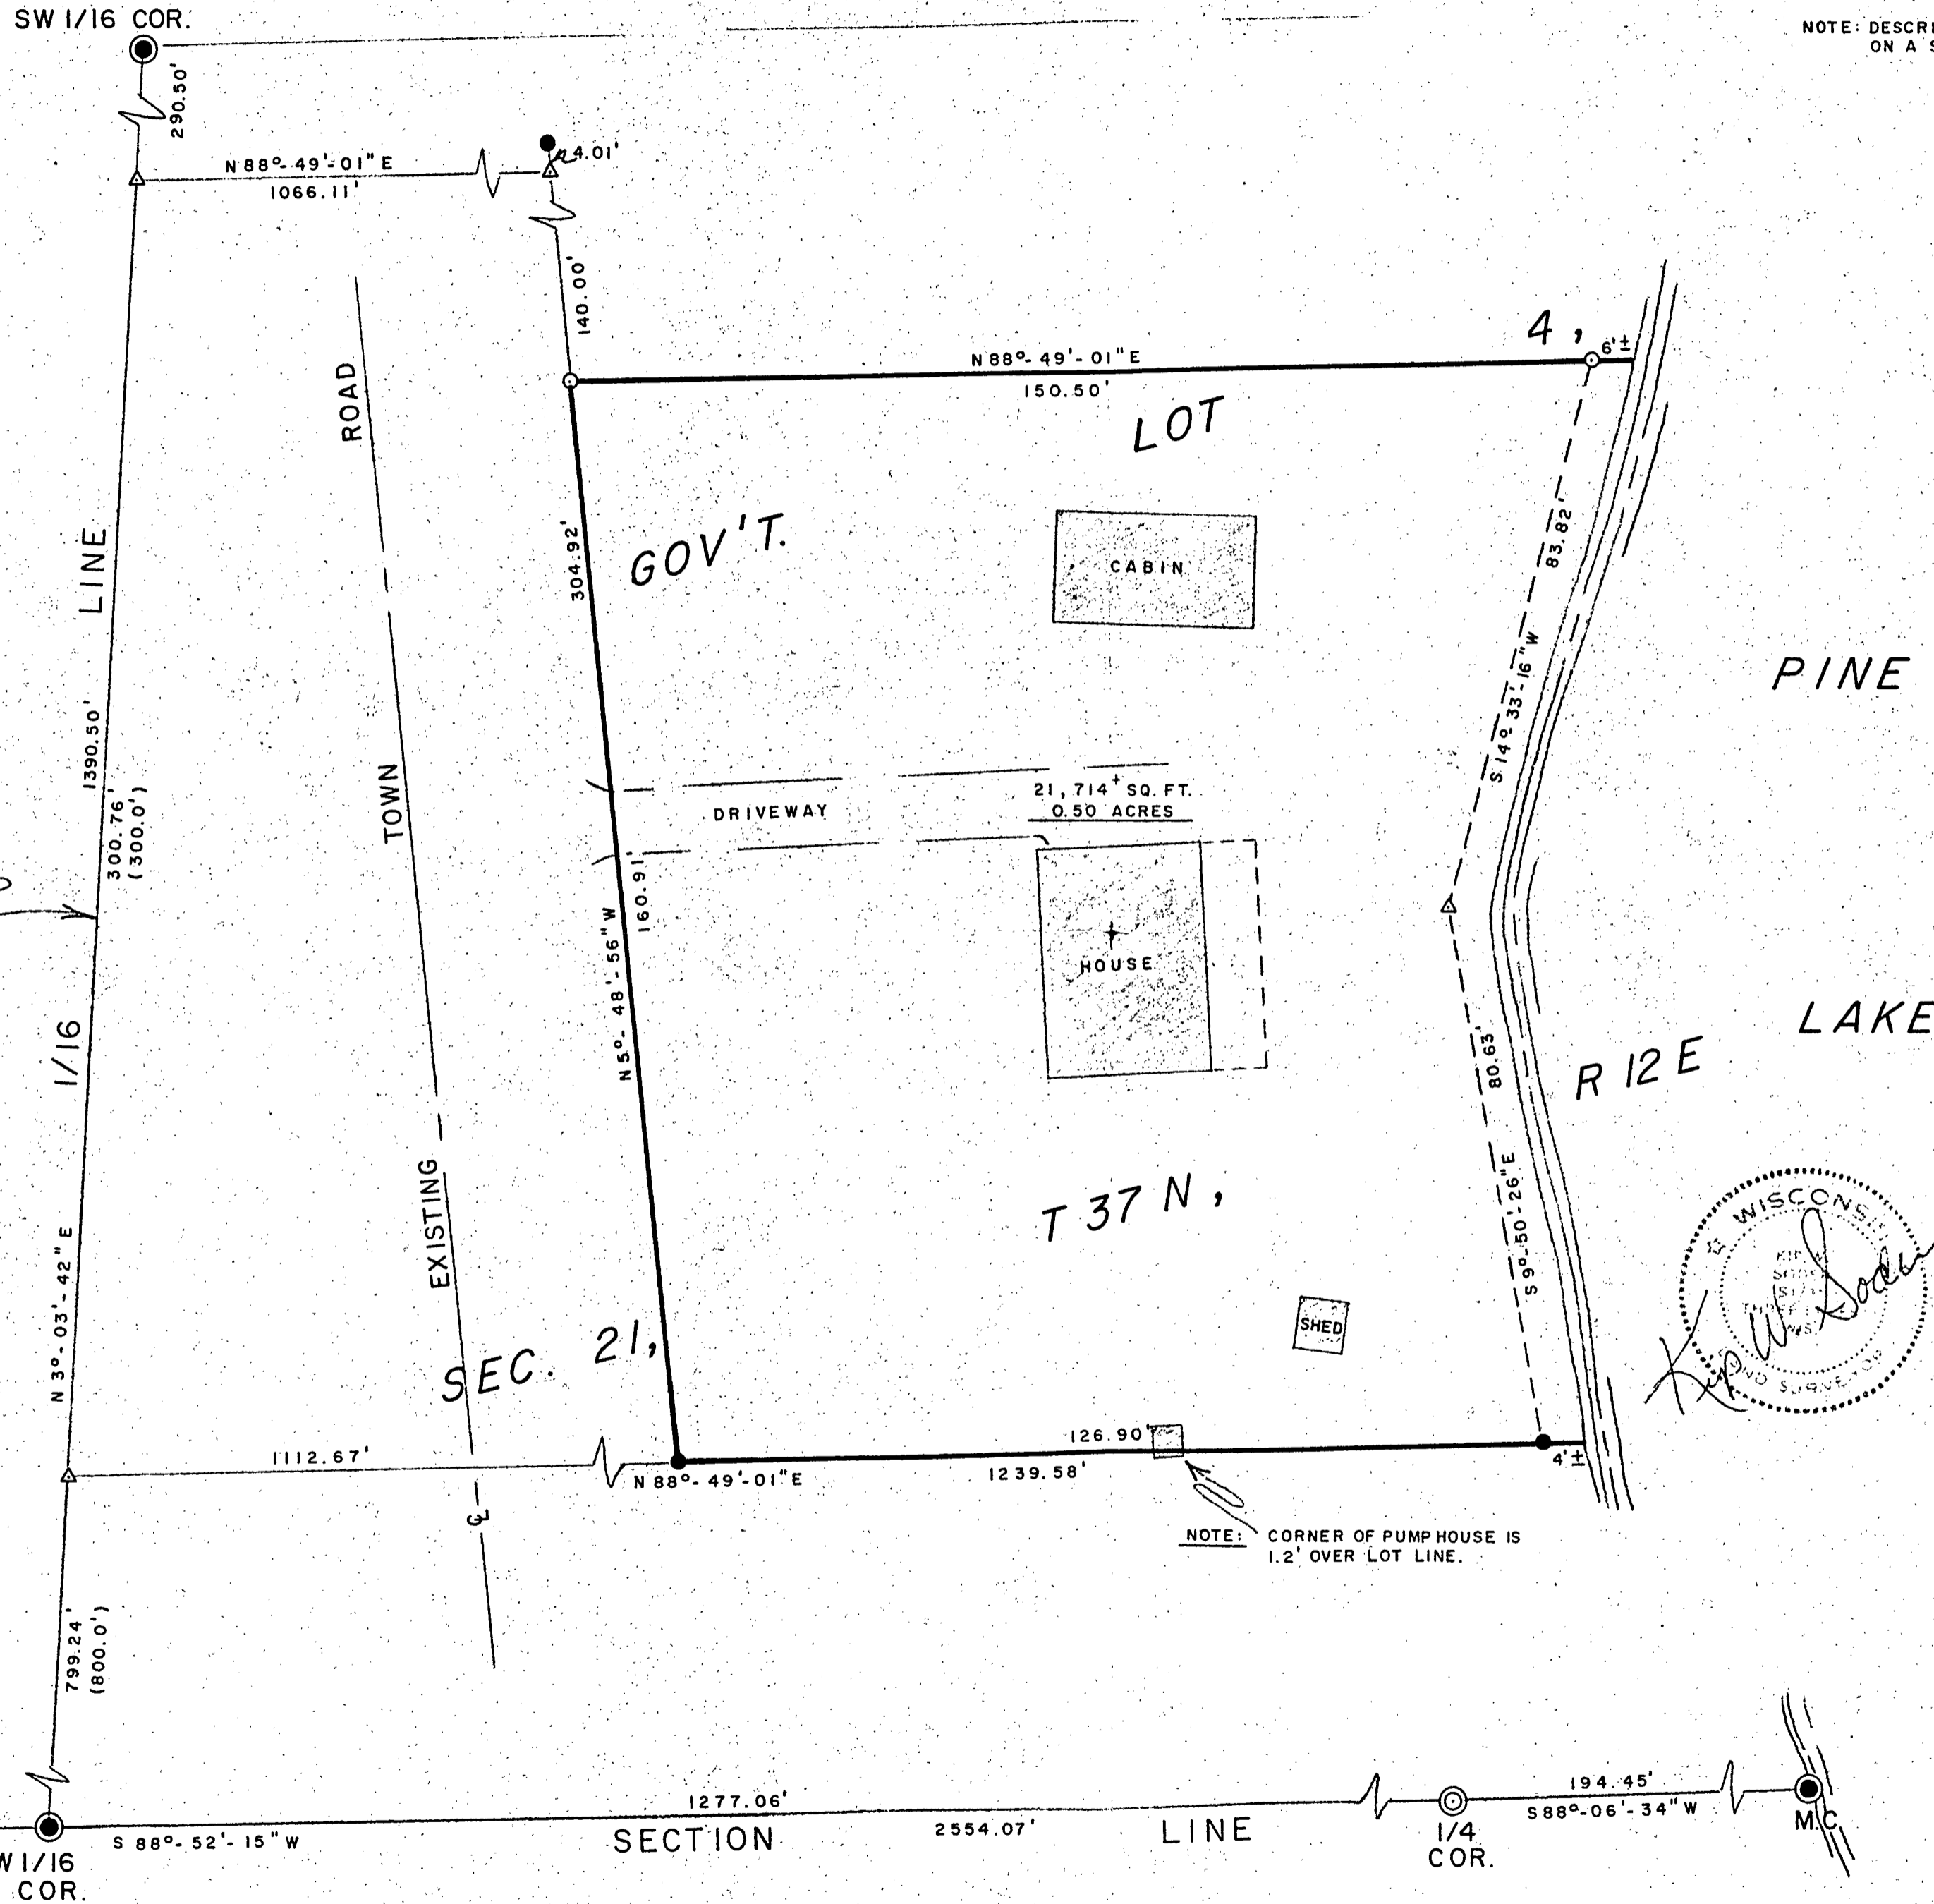 SW 1/16 COR.
NOTE: DESCRI
ON A S
290.50'
N 88°-49'-01" E
1066.11'
4.01'
140.00'
4,
6'±
N 88°-49'-01" E
150.50'
LOT
ROAD
LINE
304.92'
GOV'T.
CABIN
83.82'
S 14°-33'-16" W
PINE
1390.50'
300.76'
(300.0')
TOWN
DRIVEWAY
21,714± SQ. FT.
0.50 ACRES
160.91'
N 5°-48'-56" W
HOUSE
LAKE
1/16
80.63'
R 12 E
S 9°-50'-26" E
EXISTING
T 37 N,
WISCONSI
KIP W.
Kip W Soden
LAND SURVEYOR
N 3°-03'-42" E
SEC. 21,
SHED
1112.67'
126.90'
N 88°-49'-01" E
1239.58'
4'±
NOTE: CORNER OF PUMPHOUSE IS
1.2' OVER LOT LINE.
799.24'
(800.0')
1277.06'
194.45'
S 88°-52'-15" W
SECTION
2554.07'
LINE
S 88°-06'-34" W
W 1/16
COR.
1/4
COR.
M.C.